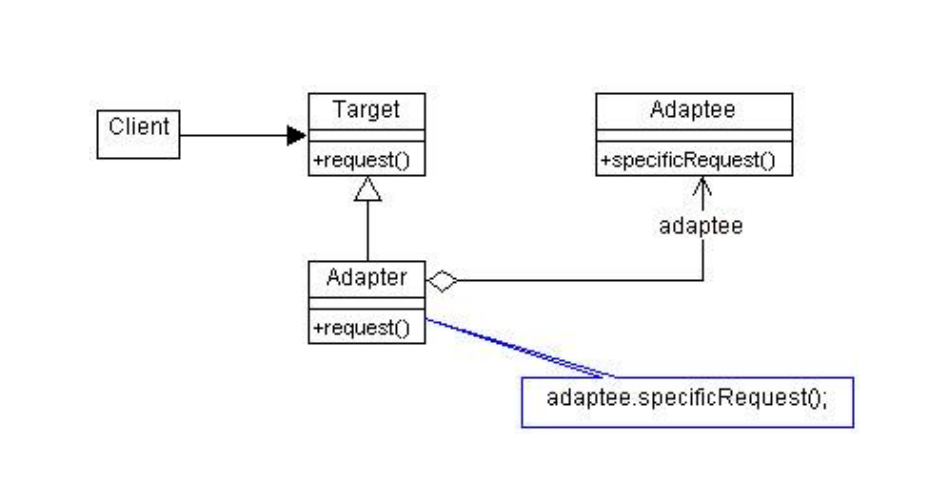 Client
Target
+request()
Adaptee
+specificRequest()
adaptee
Adapter
+request()
adaptee.specificRequest();